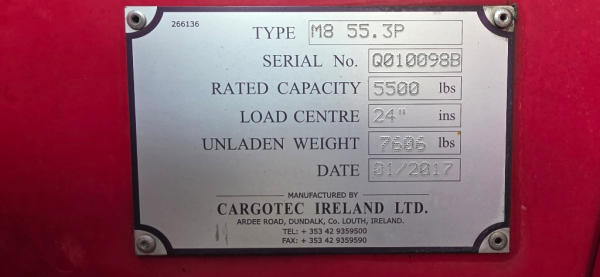 266136
TYPE M8 55.3P
SERIAL No. Q010098B
RATED CAPACITY 5500 lbs
LOAD CENTRE 24" ins
UNLADEN WEIGHT 7606 lbs
DATE 01/2017
MANUFACTURED BY
CARGOTEC IRELAND LTD.
ARDEE ROAD, DUNDALK, Co. LOUTH, IRELAND.
TEL: + 353 42 9359500
FAX: + 353 42 9359590